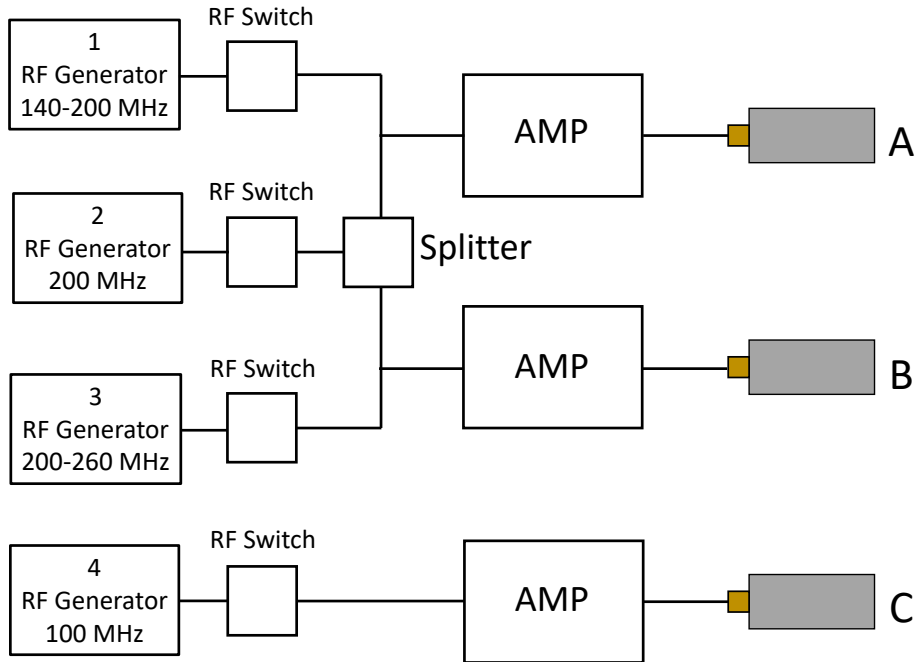 RF Switch
1
RF Generator
140-200 MHz
AMP
A
RF Switch
2
RF Generator
200 MHz
Splitter
RF Switch
3
RF Generator
200-260 MHz
AMP
B
RF Switch
4
RF Generator
100 MHz
AMP
C